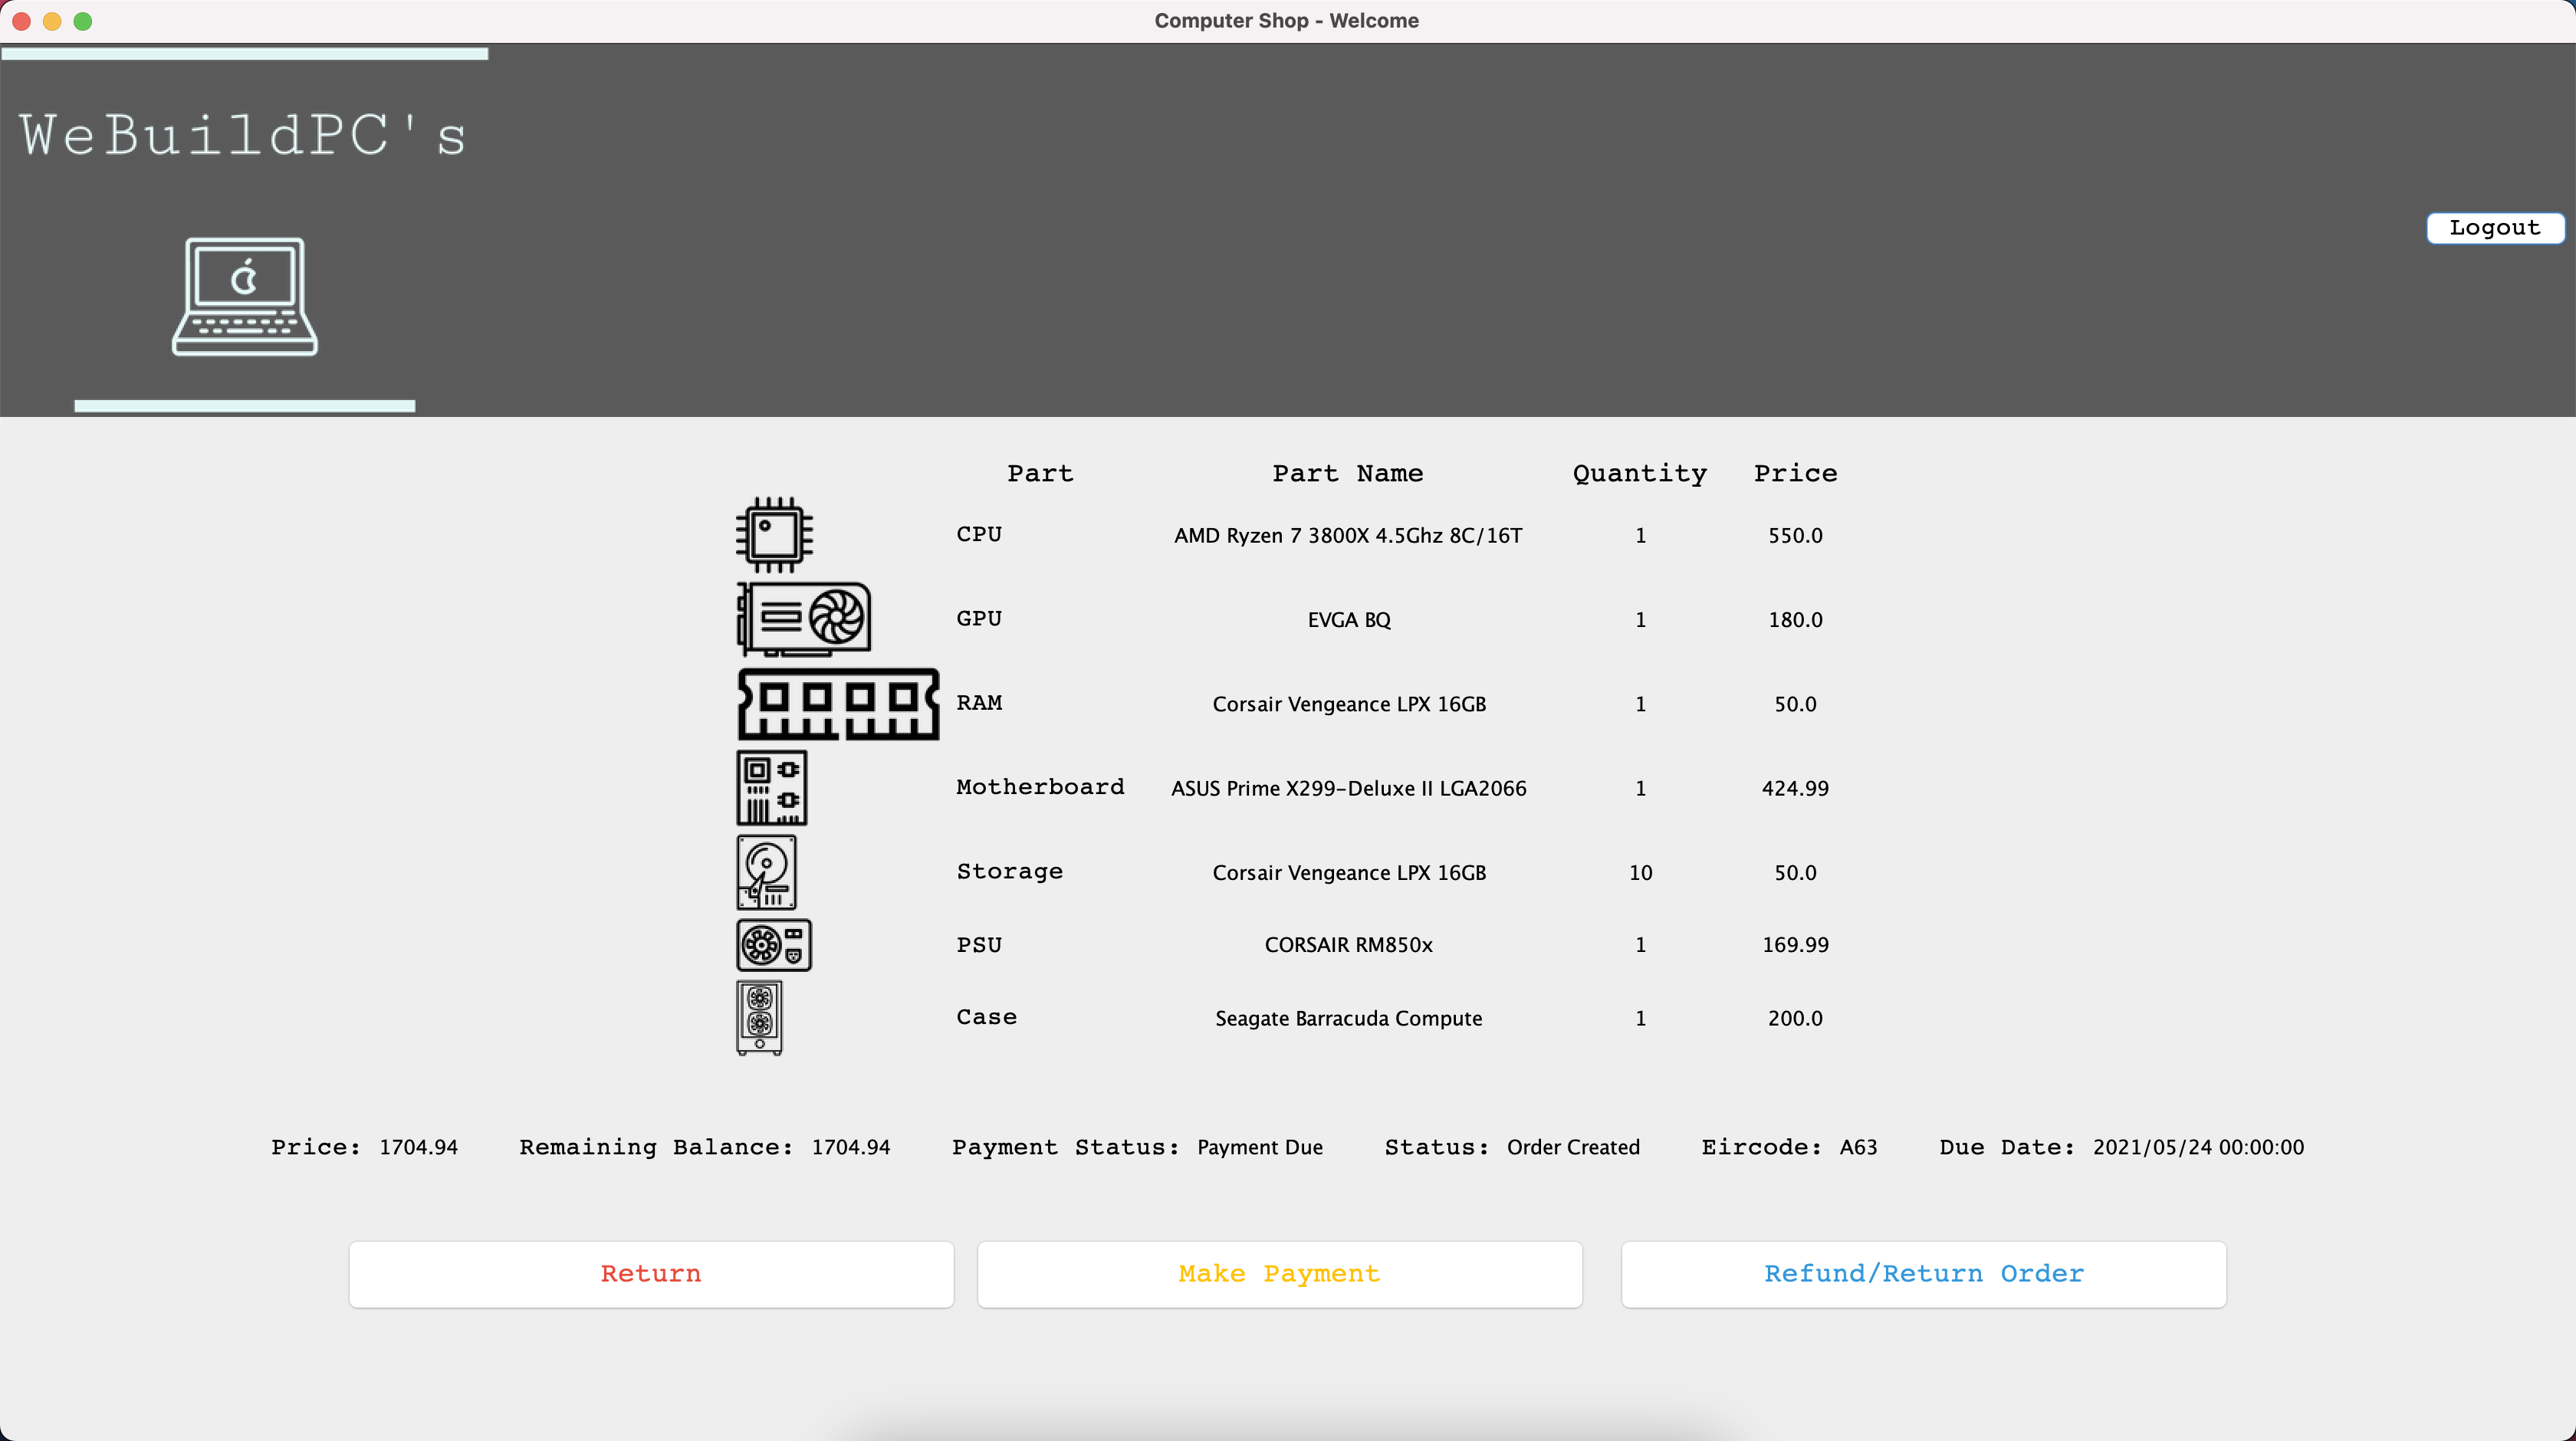 Computer Shop - Welcome
WeBuildPC's
Logout
Part Part Name Quantity Price
CPU AMD Ryzen 7 3800X 4.5Ghz 8C/16T 1 550.0
GPU EVGA BQ 1 180.0
RAM Corsair Vengeance LPX 16GB 1 50.0
Motherboard ASUS Prime X299-Deluxe II LGA2066 1 424.99
Storage Corsair Vengeance LPX 16GB 10 50.0
PSU CORSAIR RM850x 1 169.99
Case Seagate Barracuda Compute 1 200.0
Price: 1704.94 Remaining Balance: 1704.94 Payment Status: Payment Due Status: Order Created Eircode: A63 Due Date: 2021/05/24 00:00:00
Return Make Payment Refund/Return Order